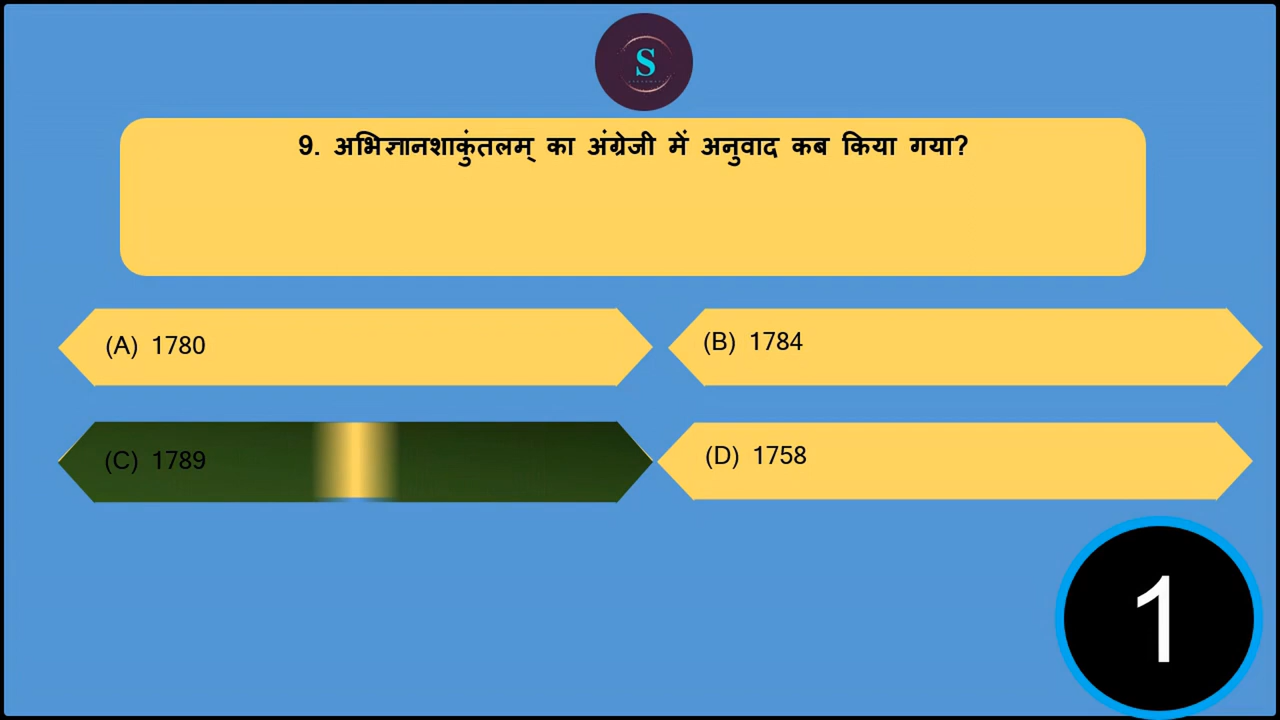 S
9. अभिज्ञानशाकुंतलम् का अंग्रेजी में अनुवाद कब किया गया?
(A) 1780
(B) 1784
(C) 1789
(D) 1758
1